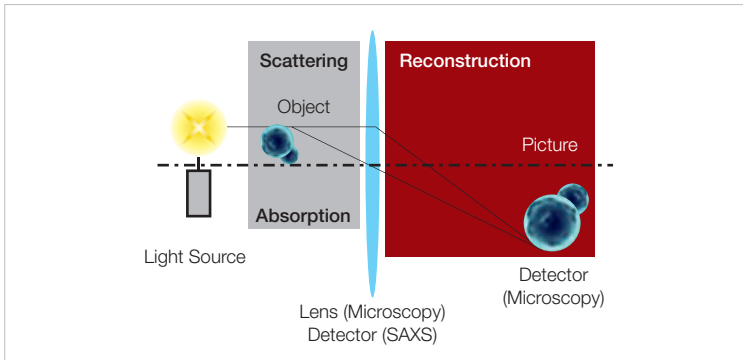 Scattering
Reconstruction
Object
Picture
Absorption
Light Source
Detector
(Microscopy)
Lens (Microscopy)
Detector (SAXS)